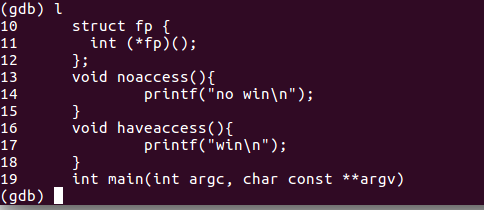 (gdb) l
10      struct fp {
11        int (*fp)();
12      };
13      void noaccess(){
14              printf("no win\n");
15      }
16      void haveaccess(){
17              printf("win\n");
18      }
19      int main(int argc, char const **argv)
(gdb)